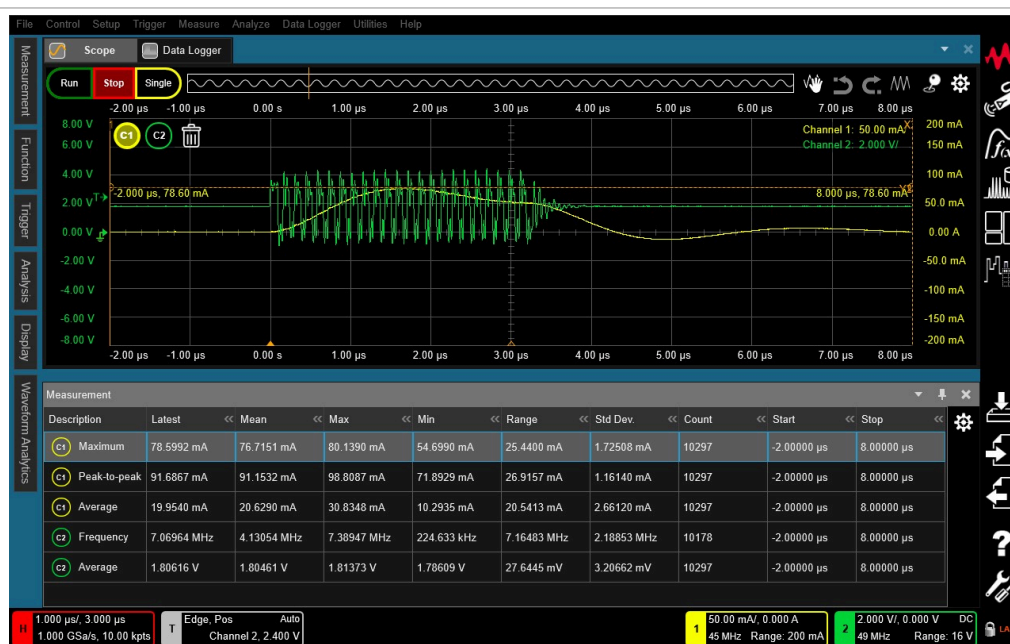 File Control Setup Trigger Measure Analyze Data Logger Utilities Help
Scope Data Logger
Run Stop Single
-2.00 µs -1.00 µs 0.00 s 1.00 µs 2.00 µs 3.00 µs 4.00 µs 5.00 µs 6.00 µs 7.00 µs 8.00 µs
Measurement
Function
Trigger
Analysis
Display
Waveform Analytics
8.00 V C1 C2 Channel 1: 50.00 mA/ X 200 mA
6.00 V Channel 2: 2.000 V/ 150 mA
4.00 V 100 mA
-2.000 µs, 78.60 mA 8.000 µs, 78.60 mA
2.00 V T 50.0 mA
0.00 V 0.00 A
-2.00 V -50.0 mA
-4.00 V -100 mA
-6.00 V -150 mA
-8.00 V -200 mA
-2.00 µs -1.00 µs 0.00 s 1.00 µs 2.00 µs 3.00 µs 4.00 µs 5.00 µs 6.00 µs 7.00 µs 8.00 µs
Measurement
Description Latest Mean Max Min Range Std Dev. Count Start Stop
C1 Maximum 78.5992 mA 76.7151 mA 80.1390 mA 54.6990 mA 25.4400 mA 1.72508 mA 10297 -2.00000 µs 8.00000 µs
C1 Peak-to-peak 91.6867 mA 91.1532 mA 98.8087 mA 71.8929 mA 26.9157 mA 1.16140 mA 10297 -2.00000 µs 8.00000 µs
C1 Average 19.9540 mA 20.6290 mA 30.8348 mA 10.2935 mA 20.5413 mA 2.66120 mA 10297 -2.00000 µs 8.00000 µs
C2 Frequency 7.06964 MHz 4.13054 MHz 7.38947 MHz 224.633 kHz 7.16483 MHz 2.18853 MHz 10178 -2.00000 µs 8.00000 µs
C2 Average 1.80616 V 1.80461 V 1.81373 V 1.78609 V 27.6445 mV 3.20662 mV 10297 -2.00000 µs 8.00000 µs
H 1.000 µs/, 3.000 µs
1.000 GSa/s, 10.00 kpts
T Edge, Pos Auto
Channel 2, 2.400 V
1 50.00 mA/, 0.000 A
45 MHz Range: 200 mA
2 2.000 V/, 0.000 V DC
49 MHz Range: 16 V